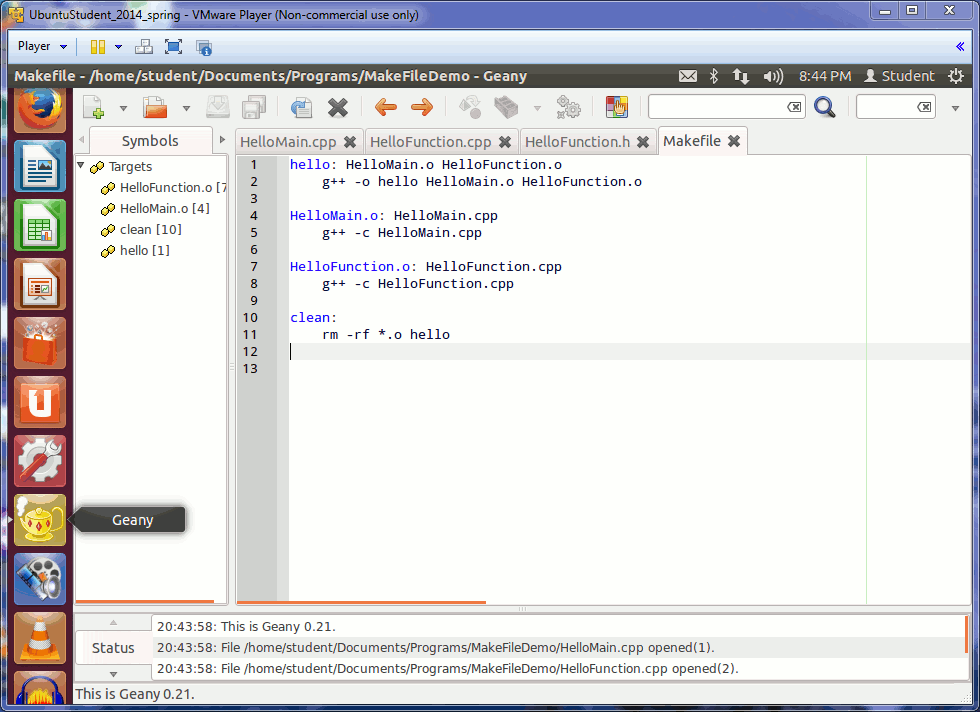 UbuntuStudent_2014_spring - VMware Player (Non-commercial use only)
Player
Makefile - /home/student/Documents/Programs/MakeFileDemo - Geany
8:44 PM
Student
Symbols
HelloMain.cpp
HelloFunction.cpp
HelloFunction.h
Makefile
Targets
HelloFunction.o [7
HelloMain.o [4]
clean [10]
hello [1]
1 hello: HelloMain.o HelloFunction.o
2 g++ -o hello HelloMain.o HelloFunction.o
3
4 HelloMain.o: HelloMain.cpp
5 g++ -c HelloMain.cpp
6
7 HelloFunction.o: HelloFunction.cpp
8 g++ -c HelloFunction.cpp
9
10 clean:
11 rm -rf *.o hello
12
13
Geany
Status
20:43:58: This is Geany 0.21.
20:43:58: File /home/student/Documents/Programs/MakeFileDemo/HelloMain.cpp opened(1).
20:43:58: File /home/student/Documents/Programs/MakeFileDemo/HelloFunction.cpp opened(2).
This is Geany 0.21.